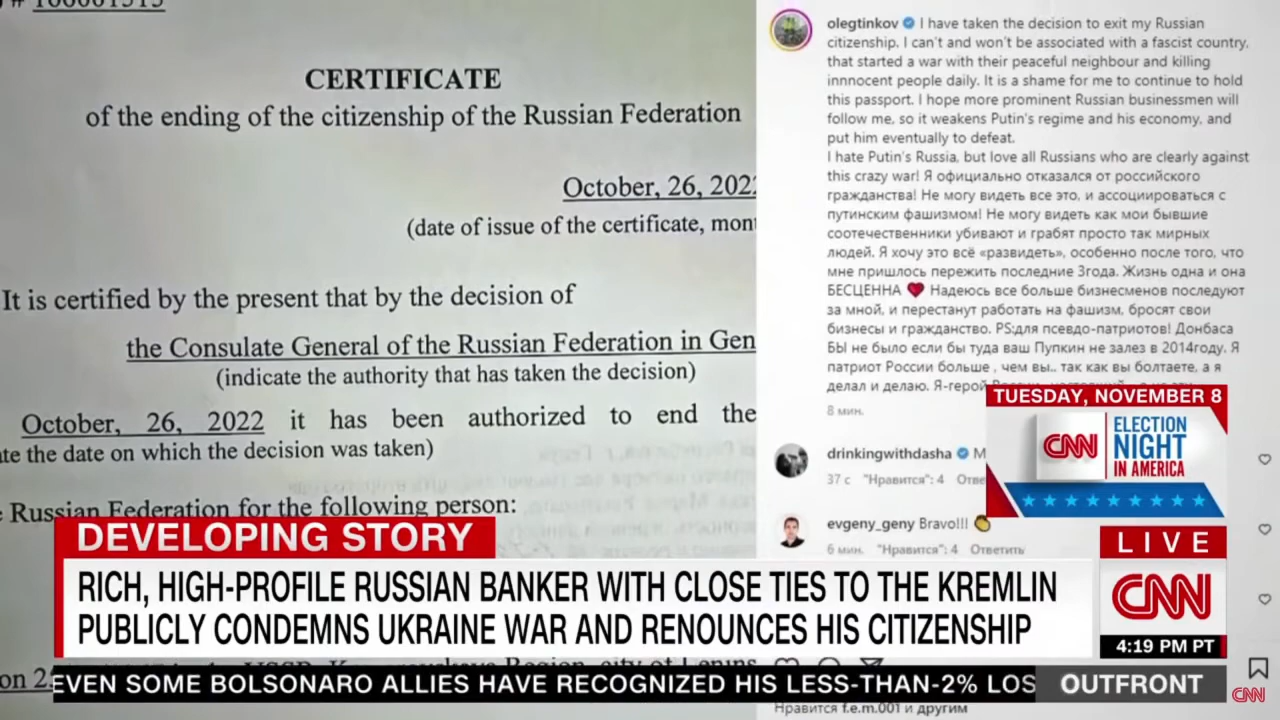 CERTIFICATE
of the ending of the citizenship of the Russian Federation
October, 26, 202
(date of issue of the certificate, mon
It is certified by the present that by the decision of
the Consulate General of the Russian Federation in Gen
(indicate the authority that has taken the decision)
October, 26, 2022 it has been authorized to end the
te the date on which the decision was taken)
Russian Federation for the following person:
olegtinkov I have taken the decision to exit my Russian
citizenship. I can't and won't be associated with a fascist country,
that started a war with their peaceful neighbour and killing
innnocent people daily. It is a shame for me to continue to hold
this passport. I hope more prominent Russian businessmen will
follow me, so it weakens Putin's regime and his economy, and
put him eventually to defeat.
I hate Putin's Russia, but love all Russians who are clearly against
this crazy war! Я официально отказался от российского
гражданства! Не могу видеть все это, и ассоциироваться с
путинским фашизмом! Не могу видеть как мои бывшие
соотечественники убивают и грабят просто так мирных
людей. Я хочу это всё «развидеть», особенно после того, что
мне пришлось пережить последние 3года. Жизнь одна и она
БЕСЦЕННА ❤️ Надеюсь все больше бизнесменов последуют
за мной, и перестанут работать на фашизм, бросят свои
бизнесы и гражданство. PS:для псевдо-патриотов! Донбаса
БЫ не было если бы туда ваш Пупкин не залез в 2014году. Я
патриот России больше , чем вы.. так как вы болтаете, а я
делал и делаю. Я-герой
8 мин.
drinkingwithdasha M
37 с "Нравится": 4 Отве
evgeny_geny Bravo!!! 👏
6 мин. "Нравится": 4 Ответить
Нравится f.e.m.001 и другим
TUESDAY, NOVEMBER 8
CNN
ELECTION
NIGHT
IN AMERICA
DEVELOPING STORY
RICH, HIGH-PROFILE RUSSIAN BANKER WITH CLOSE TIES TO THE KREMLIN
PUBLICLY CONDEMNS UKRAINE WAR AND RENOUNCES HIS CITIZENSHIP
LIVE
CNN
4:19 PM PT
EVEN SOME BOLSONARO ALLIES HAVE RECOGNIZED HIS LESS-THAN-2% LOS
OUTFRONT
CNN